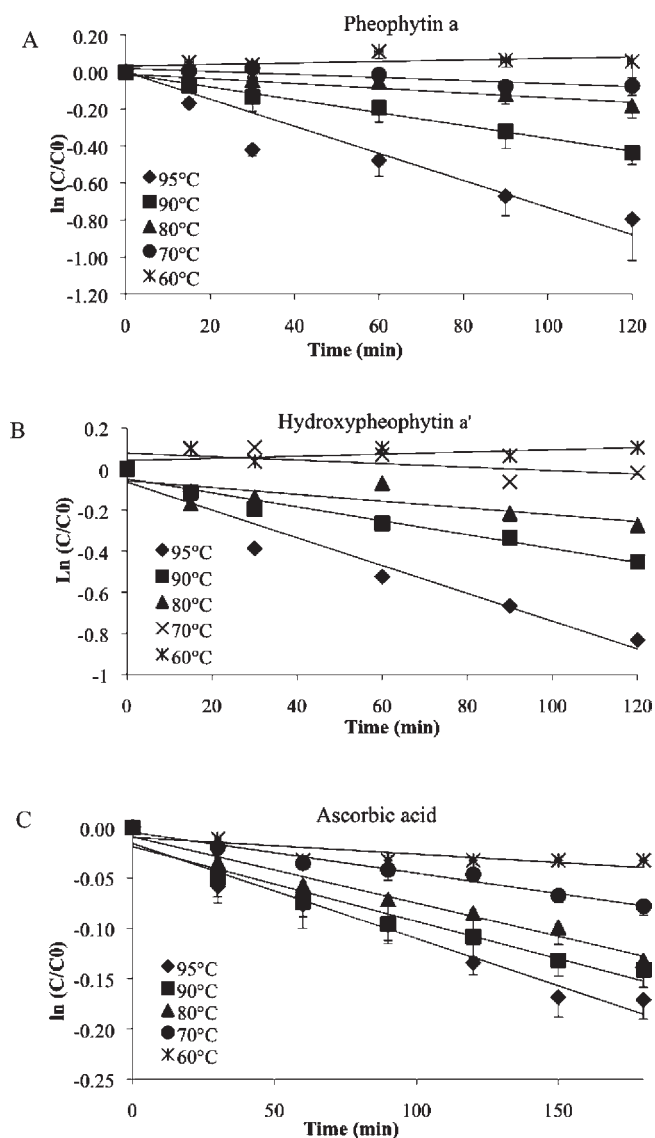 A
Pheophytin a
0.20
0.00
-0.20
-0.40
-0.60
-0.80
-1.00
-1.20
ln (C/C0)
95°C
90°C
80°C
70°C
60°C
0 20 40 60 80 100 120
Time (min)
B
Hydroxypheophytin a'
0.2
0
-0.2
-0.4
-0.6
-0.8
-1
Ln (C/C0)
95°C
90°C
80°C
70°C
60°C
0 20 40 60 80 100 120
Time (min)
C
Ascorbic acid
0.00
-0.05
-0.10
-0.15
-0.20
-0.25
ln (C/C0)
95°C
90°C
80°C
70°C
60°C
0 50 100 150
Time (min)